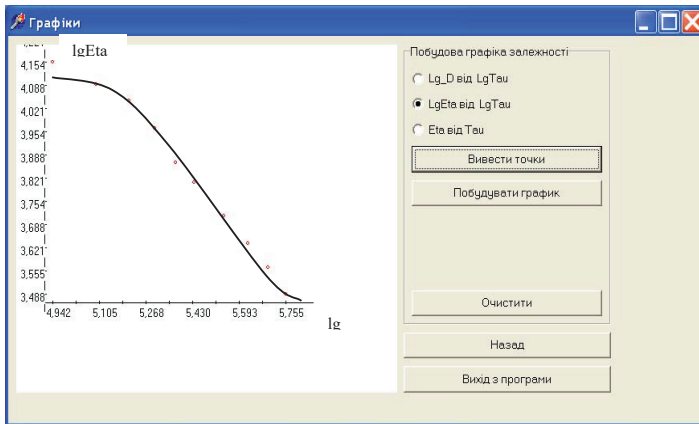 Графіки
4,221
lgEta
4,154
4,088
4,021
3,954
3,888
3,821
3,754
3,688
3,621
3,555
3,488
4,942 5,105 5,268 5,430 5,593 5,755
lg
Побудова графіка залежності
Lg_D від LgTau
LgEta від LgTau
Eta від Tau
Вивести точки
Побудувати график
Очистити
Назад
Вихід з програми